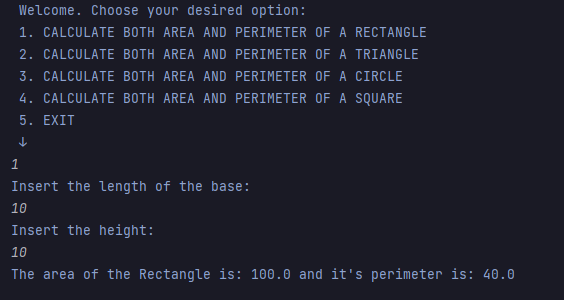 Welcome. Choose your desired option:
1. CALCULATE BOTH AREA AND PERIMETER OF A RECTANGLE
2. CALCULATE BOTH AREA AND PERIMETER OF A TRIANGLE
3. CALCULATE BOTH AREA AND PERIMETER OF A CIRCLE
4. CALCULATE BOTH AREA AND PERIMETER OF A SQUARE
5. EXIT
↓
1
Insert the length of the base:
10
Insert the height:
10
The area of the Rectangle is: 100.0 and it's perimeter is: 40.0